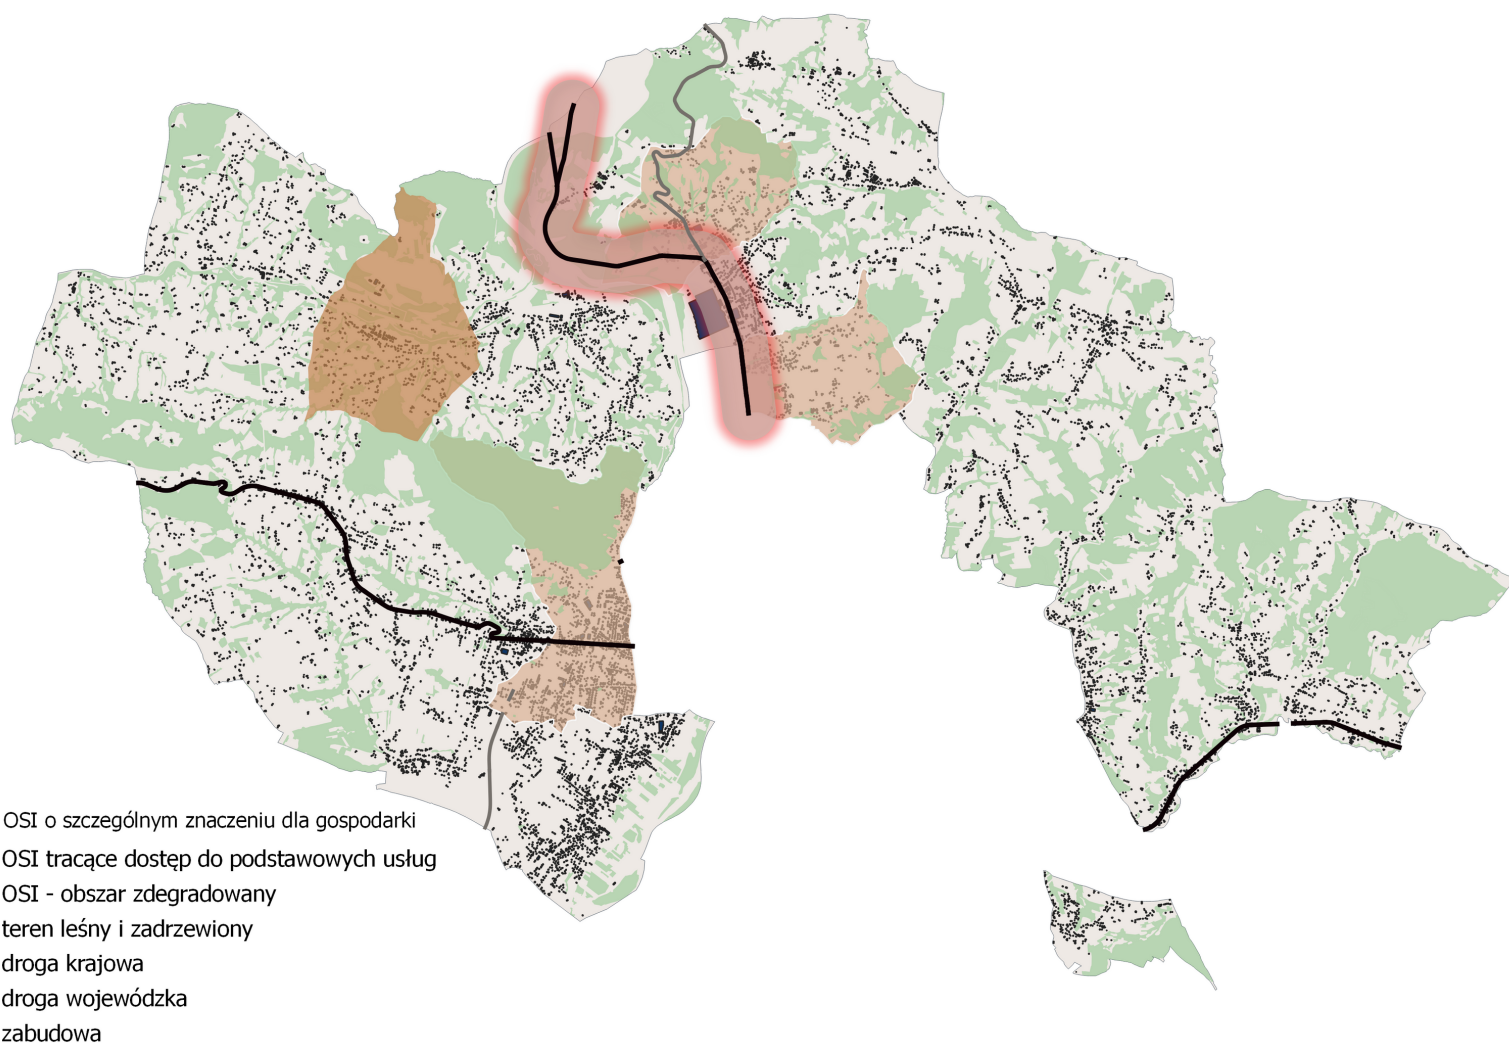 OSI o szczególnym znaczeniu dla gospodarki
OSI tracące dostęp do podstawowych usług
OSI - obszar zdegradowany
teren leśny i zadrzewiony
droga krajowa
droga wojewódzka
zabudowa